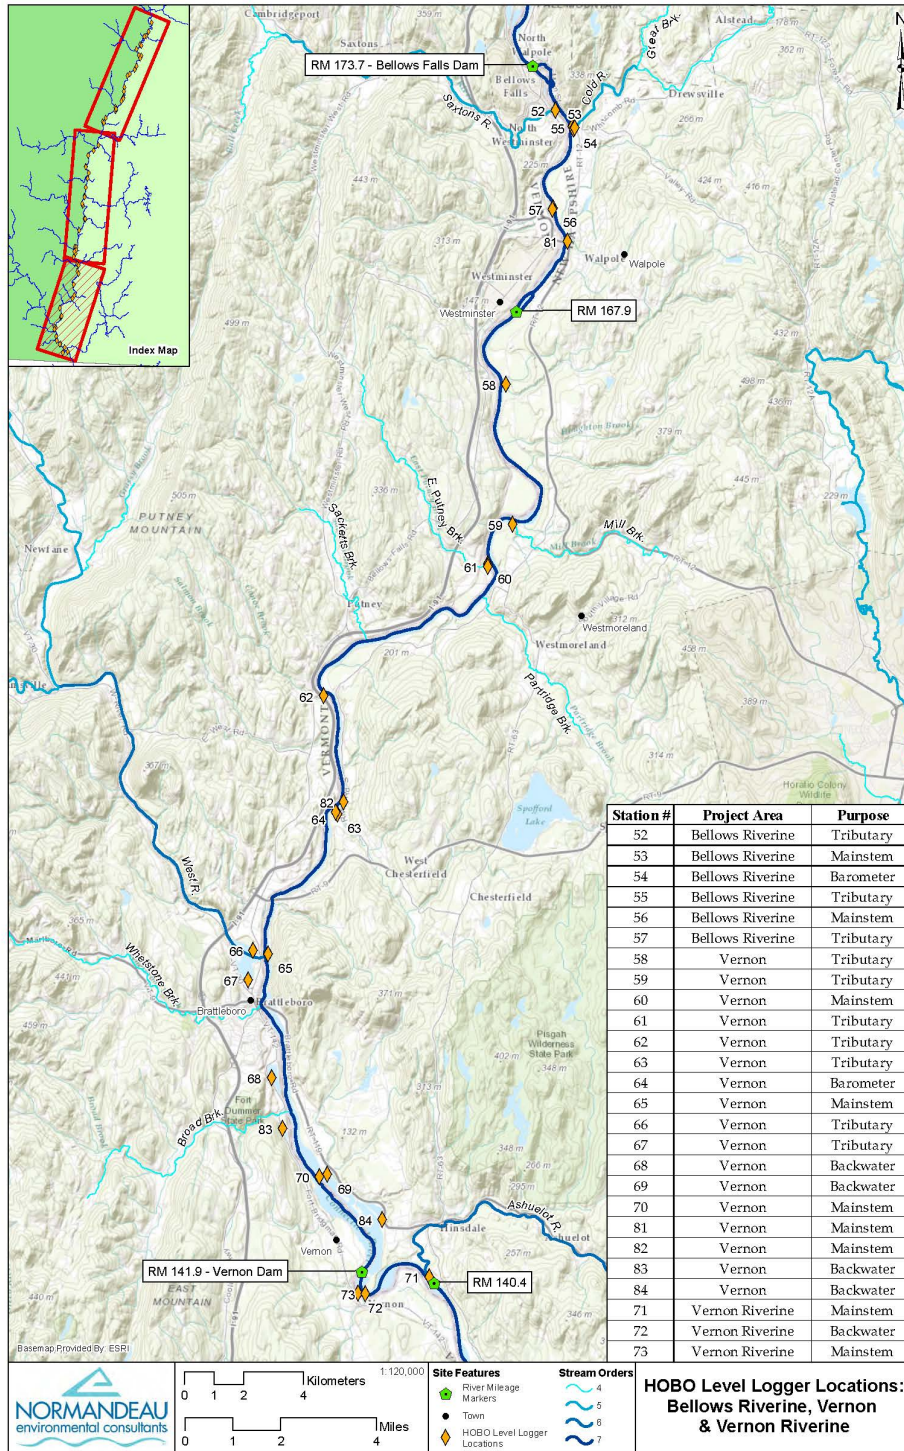 Cambridgeport
Saxtons
North Walpole
Great Brk.
Alstead
N
RM 173.7 - Bellows Falls Dam
Bellows Falls
Cold R.
Drewsville
Saxtons R.
North Westminster
52
53
55
54
57
56
81
Walpole
Walpole
Westminster
Westminster
RM 167.9
Index Map
58
E. Putney Brk.
Sacketts Brk.
PUTNEY MOUNTAIN
Newfane
59
Mill Brk.
61
60
Putney
Westmoreland
Westmoreland
Partridge Brk.
62
VERMONT
82
64
63
Spofford Lake
Horatio Colony Wildlife
West Chesterfield
Chesterfield
West R.
66
65
67
Whetstone Brk.
Brattleboro
Brattleboro
Pisgah Wilderness State Park
68
Fort Dummer State Park
Broad Brk.
83
70
69
84
Ashuelot R.
Hinsdale
Ashuelot
Vernon
RM 141.9 - Vernon Dam
71
RM 140.4
73
72
Vernon
EAST MOUNTAIN
Station # Project Area Purpose
52 Bellows Riverine Tributary
53 Bellows Riverine Mainstem
54 Bellows Riverine Barometer
55 Bellows Riverine Tributary
56 Bellows Riverine Mainstem
57 Bellows Riverine Tributary
58 Vernon Tributary
59 Vernon Tributary
60 Vernon Mainstem
61 Vernon Tributary
62 Vernon Tributary
63 Vernon Tributary
64 Vernon Barometer
65 Vernon Mainstem
66 Vernon Tributary
67 Vernon Tributary
68 Vernon Backwater
69 Vernon Backwater
70 Vernon Mainstem
81 Vernon Mainstem
82 Vernon Mainstem
83 Vernon Backwater
84 Vernon Backwater
71 Vernon Riverine Mainstem
72 Vernon Riverine Backwater
73 Vernon Riverine Mainstem
Basemap Provided By: ESRI
NORMANDEAU
environmental consultants
1:120,000
0 1 2 4 Kilometers
0 1 2 4 Miles
Site Features
River Mileage Markers
Town
HOBO Level Logger Locations
Stream Orders
4
5
6
7
HOBO Level Logger Locations:
Bellows Riverine, Vernon
& Vernon Riverine